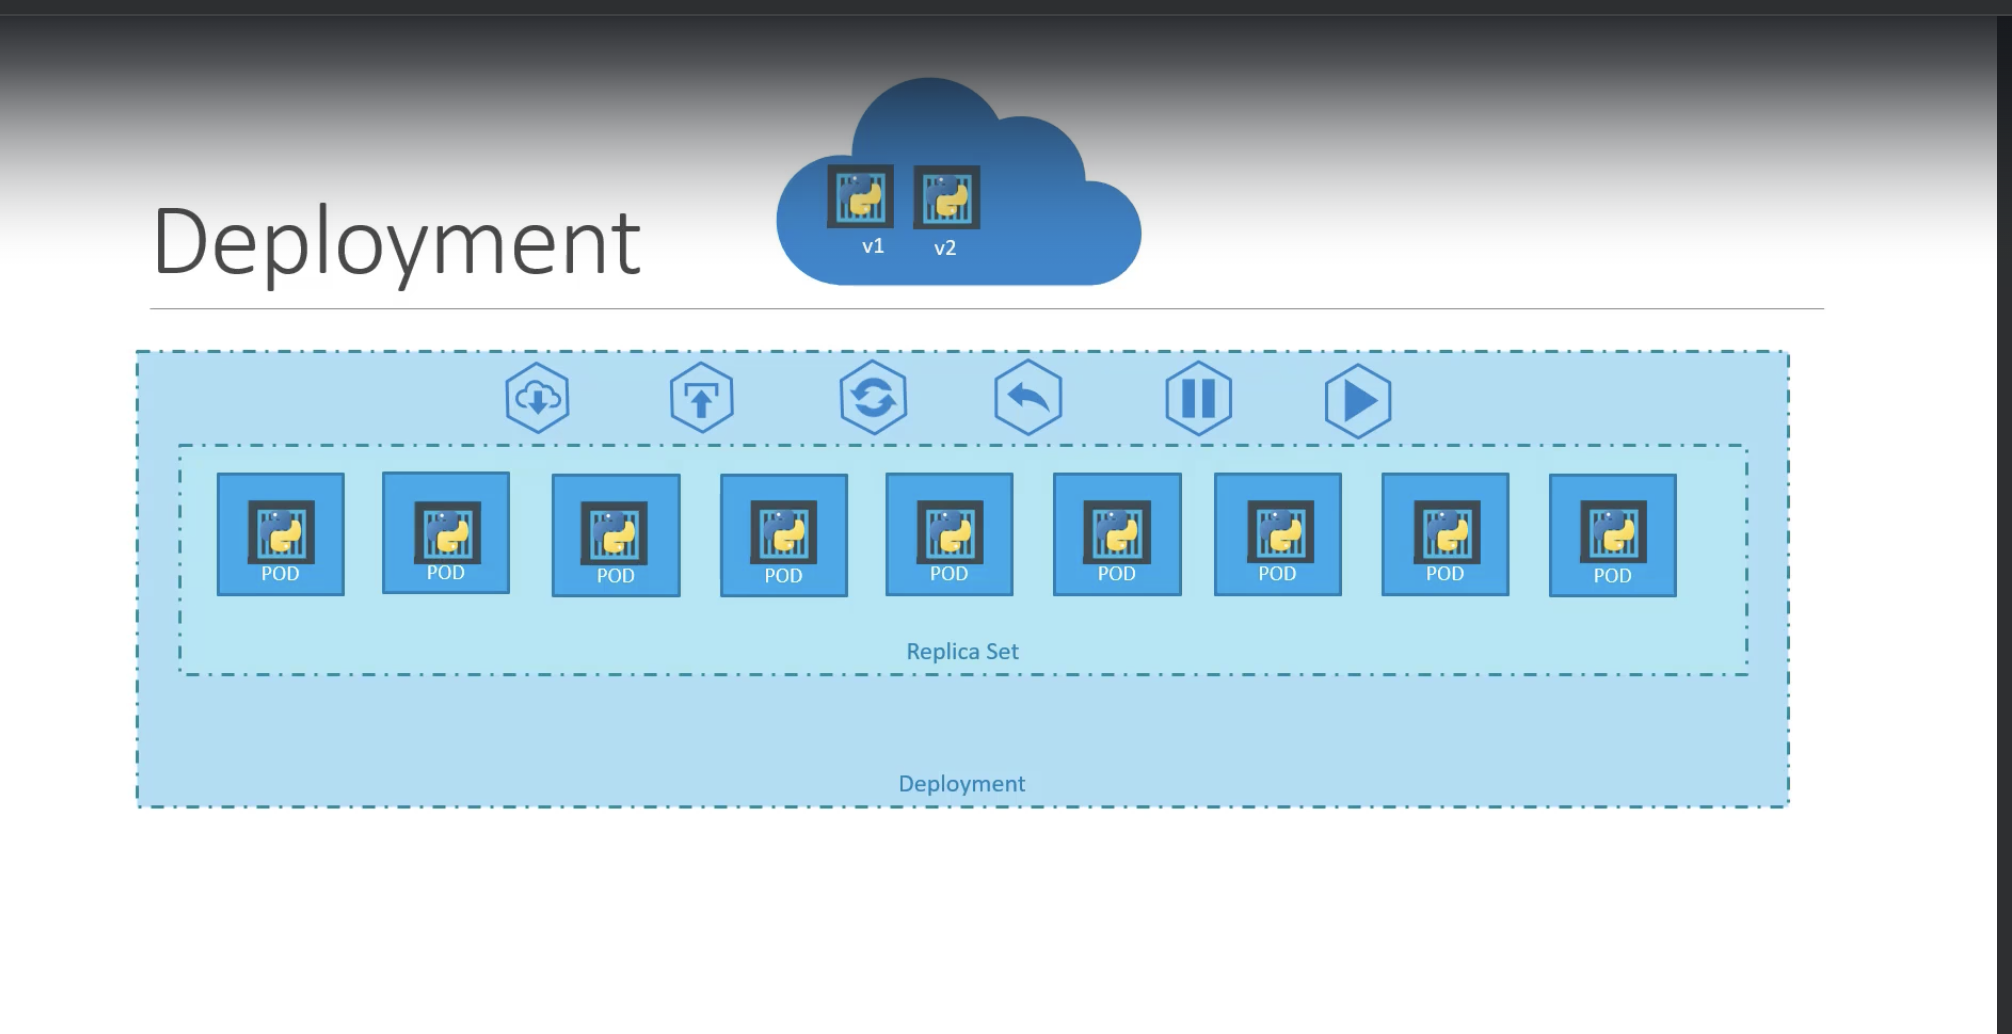 Deployment
v1 v2
POD POD POD POD POD POD POD POD POD
Replica Set
Deployment